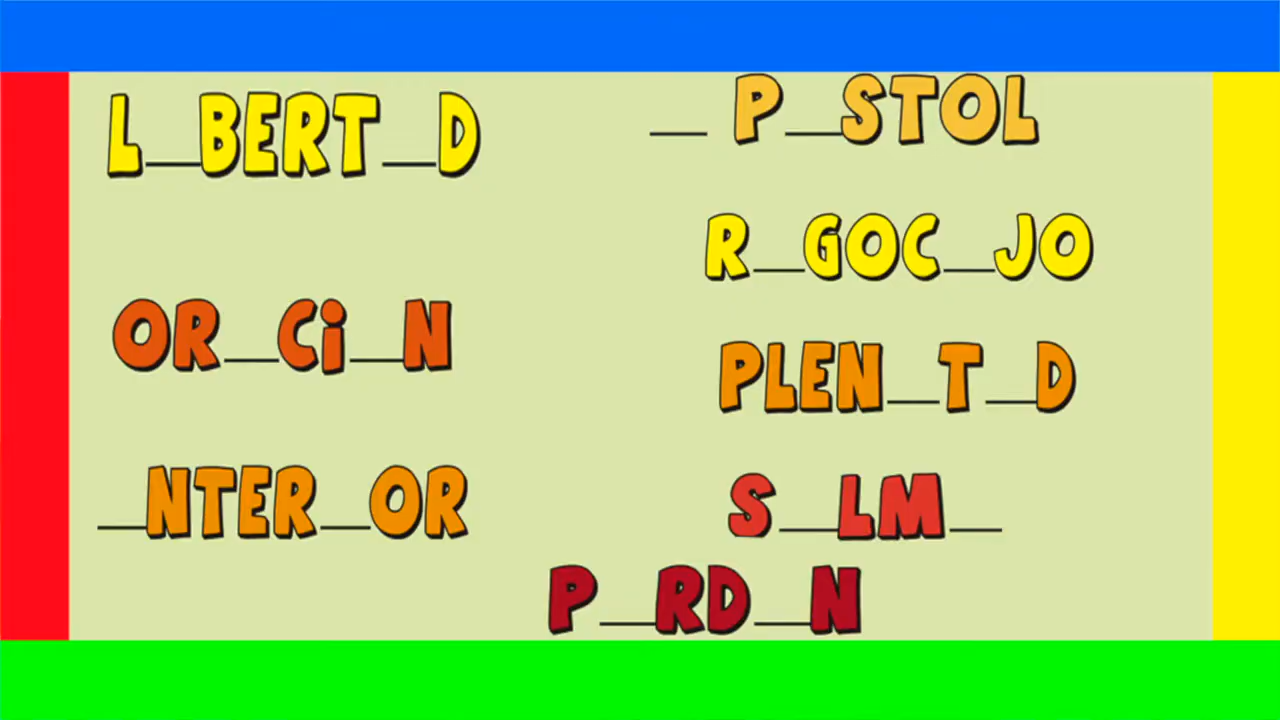 L_BERT_D
_ P_STOL
R_GOC_JO
OR_Ci_N
PLEN_T_D
_NTER_OR
S_LM_
P_RD_N